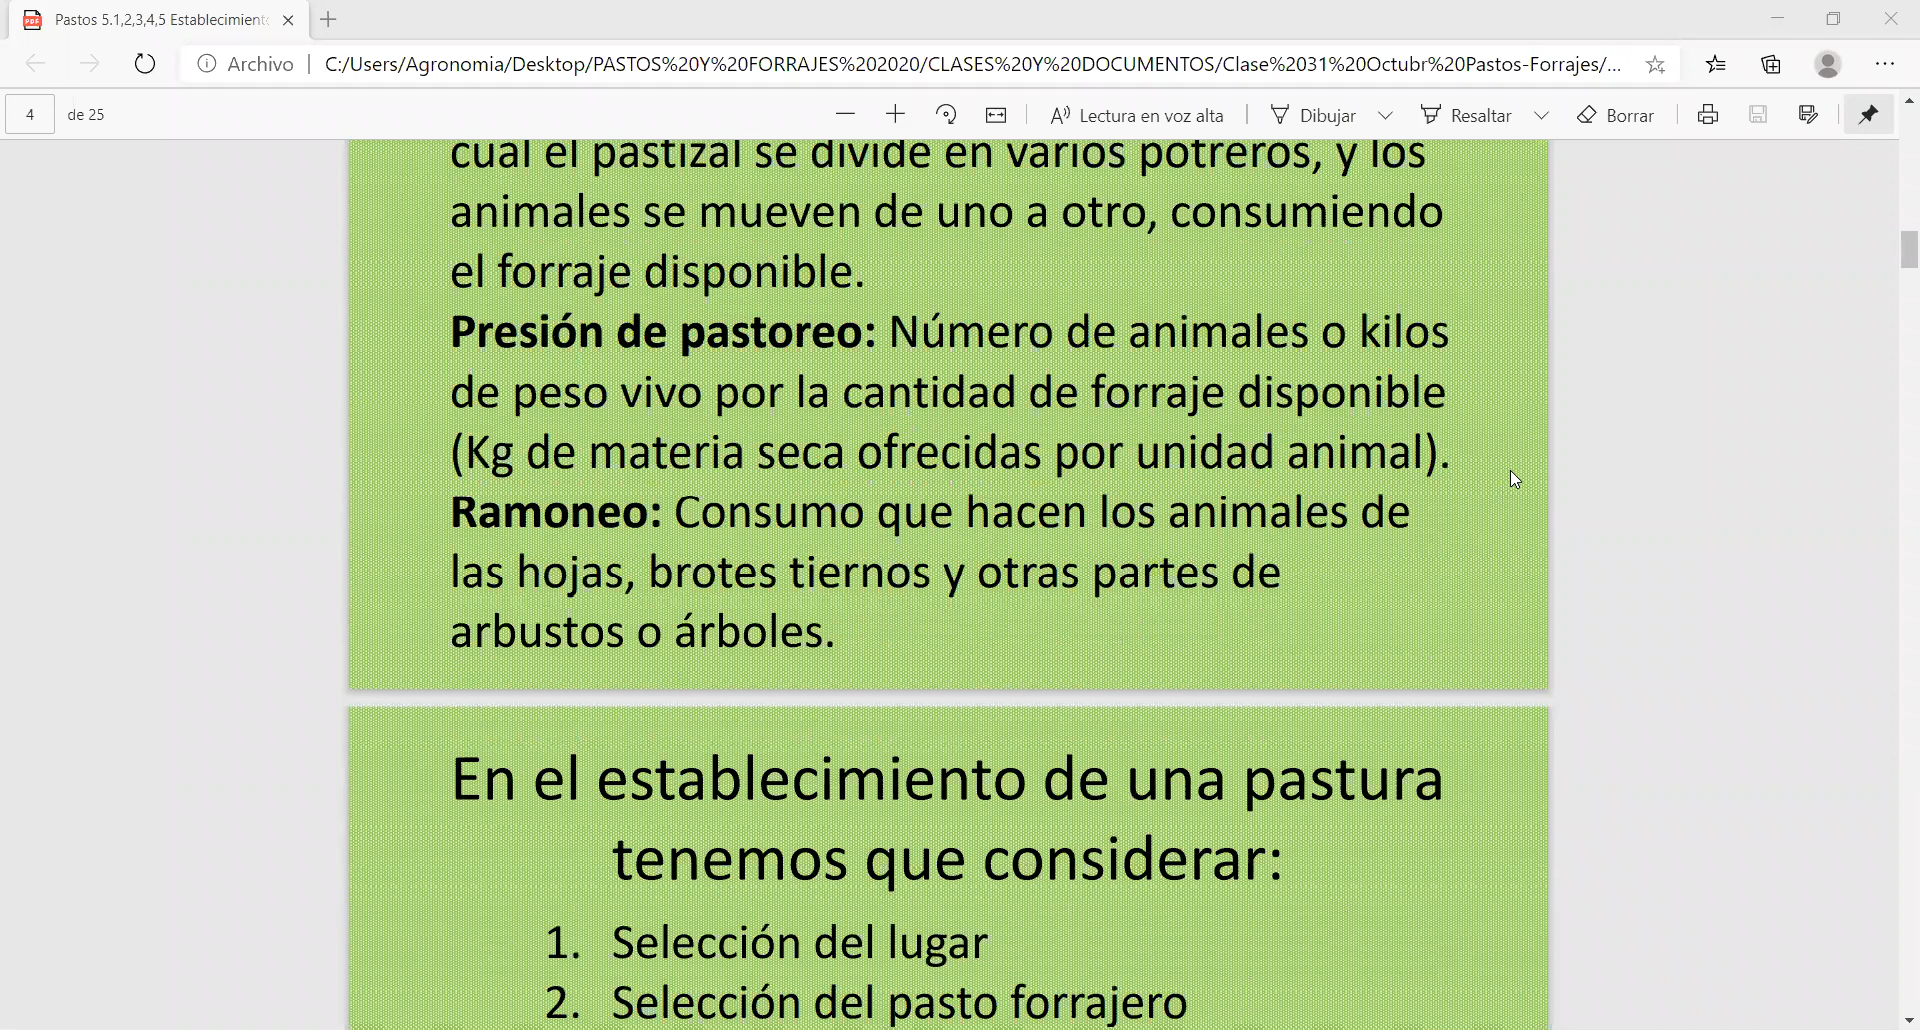 Pastos 5.1,2,3,4,5 Establecimient
Archivo
C:/Users/Agronomia/Desktop/PASTOS%20Y%20FORRAJES%202020/CLASES%20Y%20DOCUMENTOS/Clase%2031%20Octubr%20Pastos-Forrajes/...
4 de 25
Lectura en voz alta
Dibujar
Resaltar
Borrar
cual el pastizal se divide en varios potreros, y los
animales se mueven de uno a otro, consumiendo
el forraje disponible.
Presión de pastoreo: Número de animales o kilos
de peso vivo por la cantidad de forraje disponible
(Kg de materia seca ofrecidas por unidad animal).
Ramoneo: Consumo que hacen los animales de
las hojas, brotes tiernos y otras partes de
arbustos o árboles.
En el establecimiento de una pastura
tenemos que considerar:
1. Selección del lugar
2. Selección del pasto forrajero